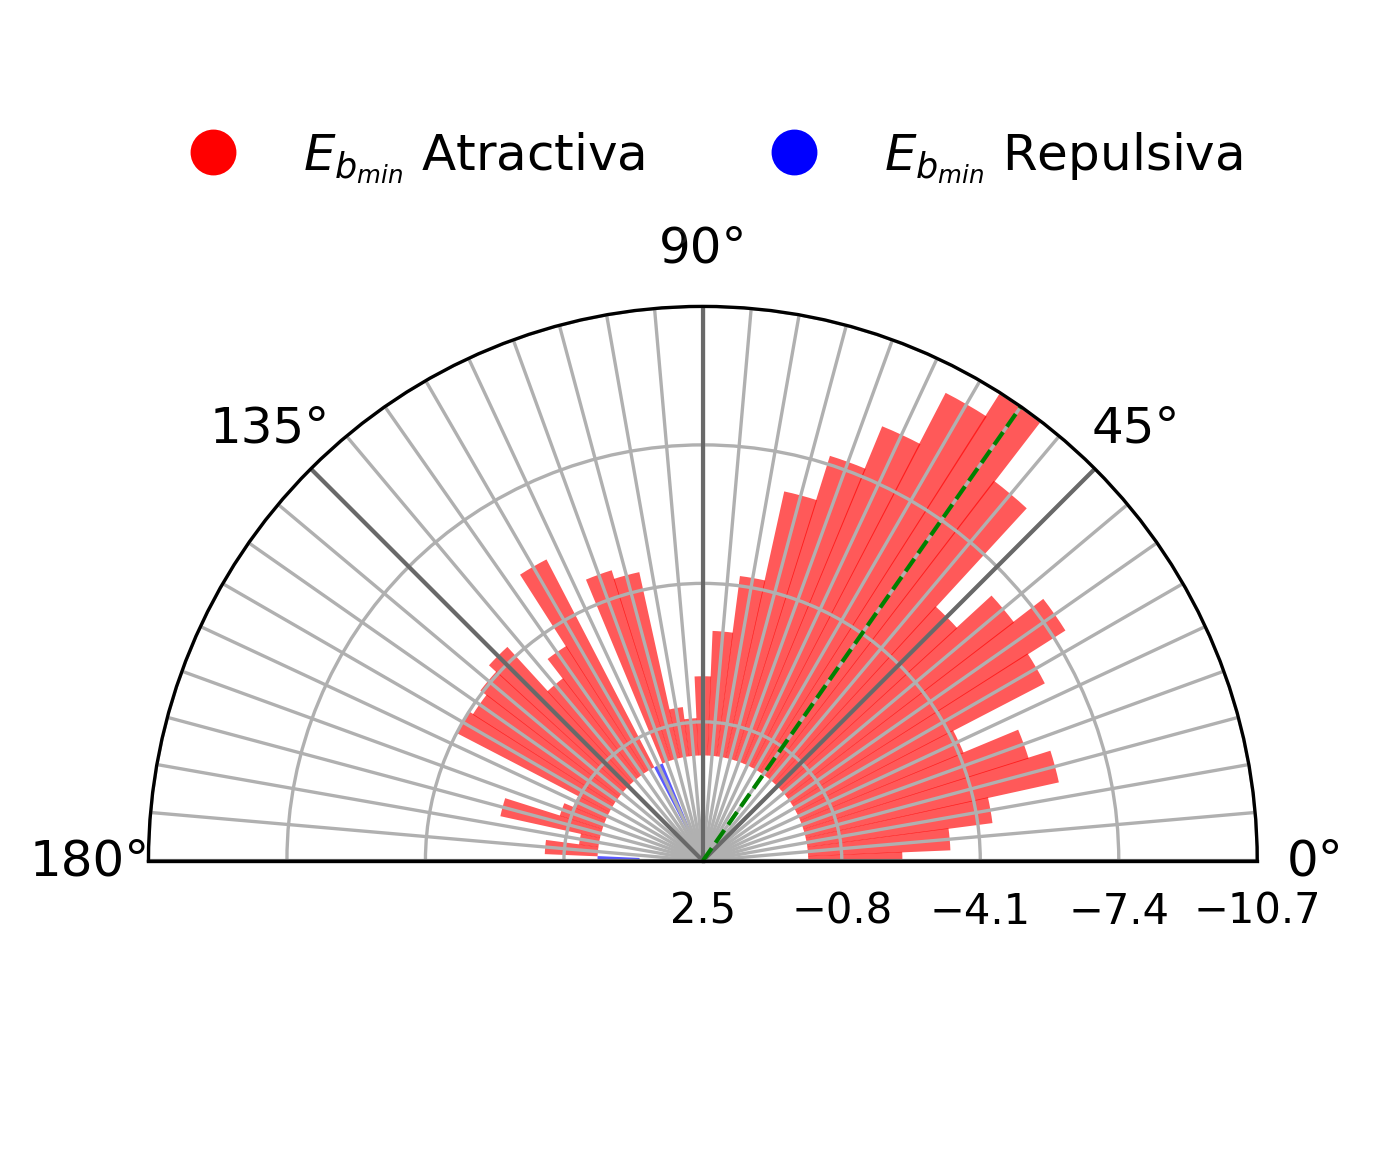 E_{b_{min}} Atractiva E_{b_{min}} Repulsiva
90°
135° 45°
180° 0°
2.5 −0.8 −4.1 −7.4 −10.7